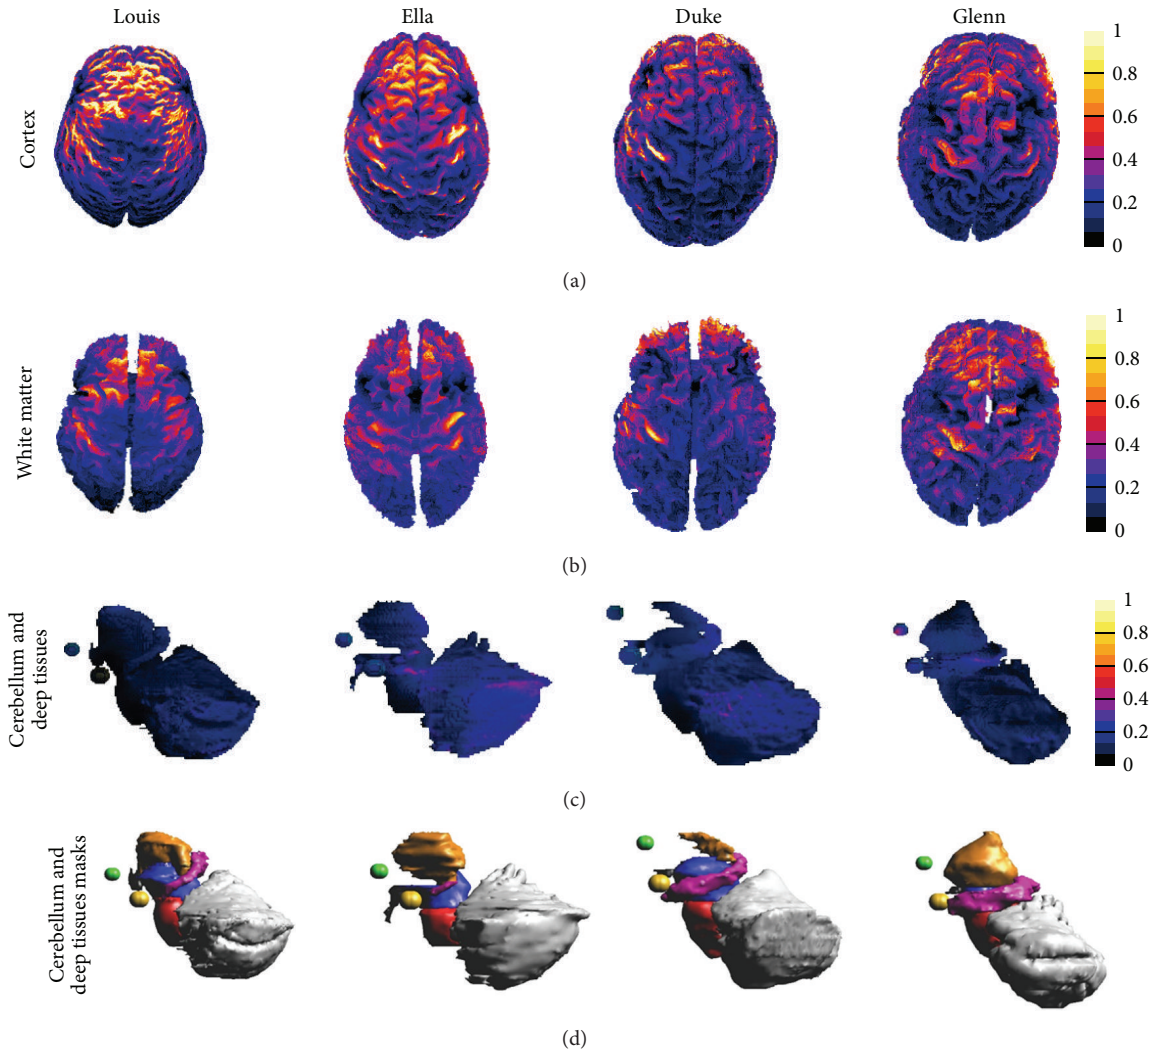 Louis
Ella
Duke
Glenn
Cortex
1
0.8
0.6
0.4
0.2
0
(a)
White matter
1
0.8
0.6
0.4
0.2
0
(b)
Cerebellum and
deep tissues
1
0.8
0.6
0.4
0.2
0
(c)
Cerebellum and
deep tissues masks
(d)